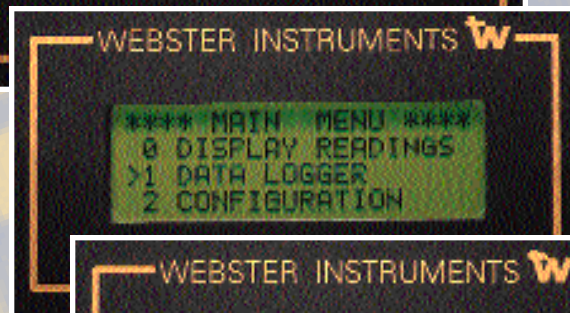 WEBSTER INSTRUMENTS W
**** MAIN MENU ****
0 DISPLAY READINGS
>1 DATA LOGGER
2 CONFIGURATION
WEBSTER INSTRUMENTS W